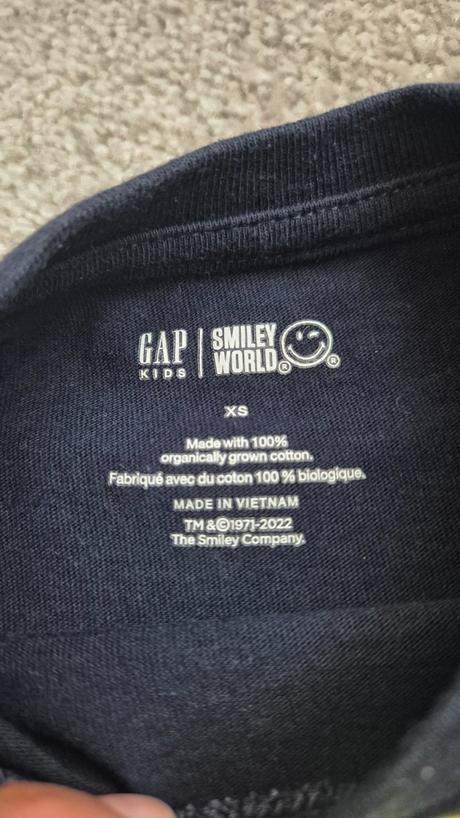 GAP KIDS | SMILEY WORLD® ®
XS
Made with 100%
organically grown cotton.
Fabriqué avec du coton 100 % biologique.
MADE IN VIETNAM
TM &©1971-2022
The Smiley Company.